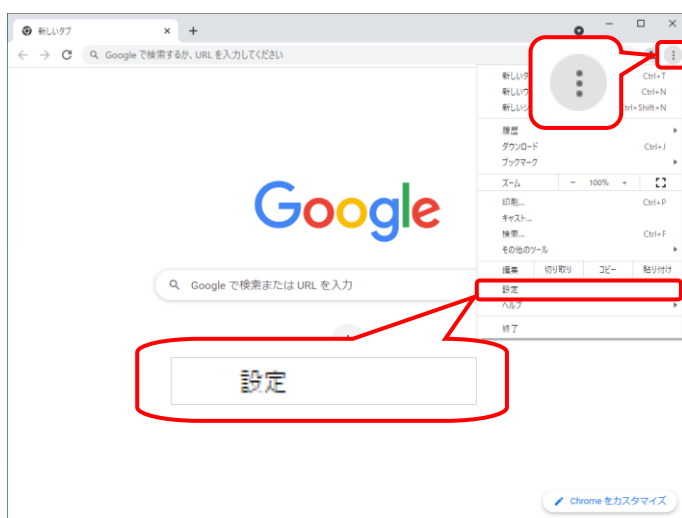 新しいタブ
Google で検索するか、URL を入力してください
新しいタ
Ctrl+T
新しいウ
Ctrl+N
新しいシ
Ctrl+Shift+N
履歴
ダウンロード
Ctrl+J
ブックマーク
ズーム
- 100% +
印刷...
Ctrl+P
キャスト...
検索...
Ctrl+F
その他のツール
編集 切り取り コピー 貼り付け
設定
ヘルプ
終了
Google
Google で検索または URL を入力
設定
Chrome をカスタマイズ